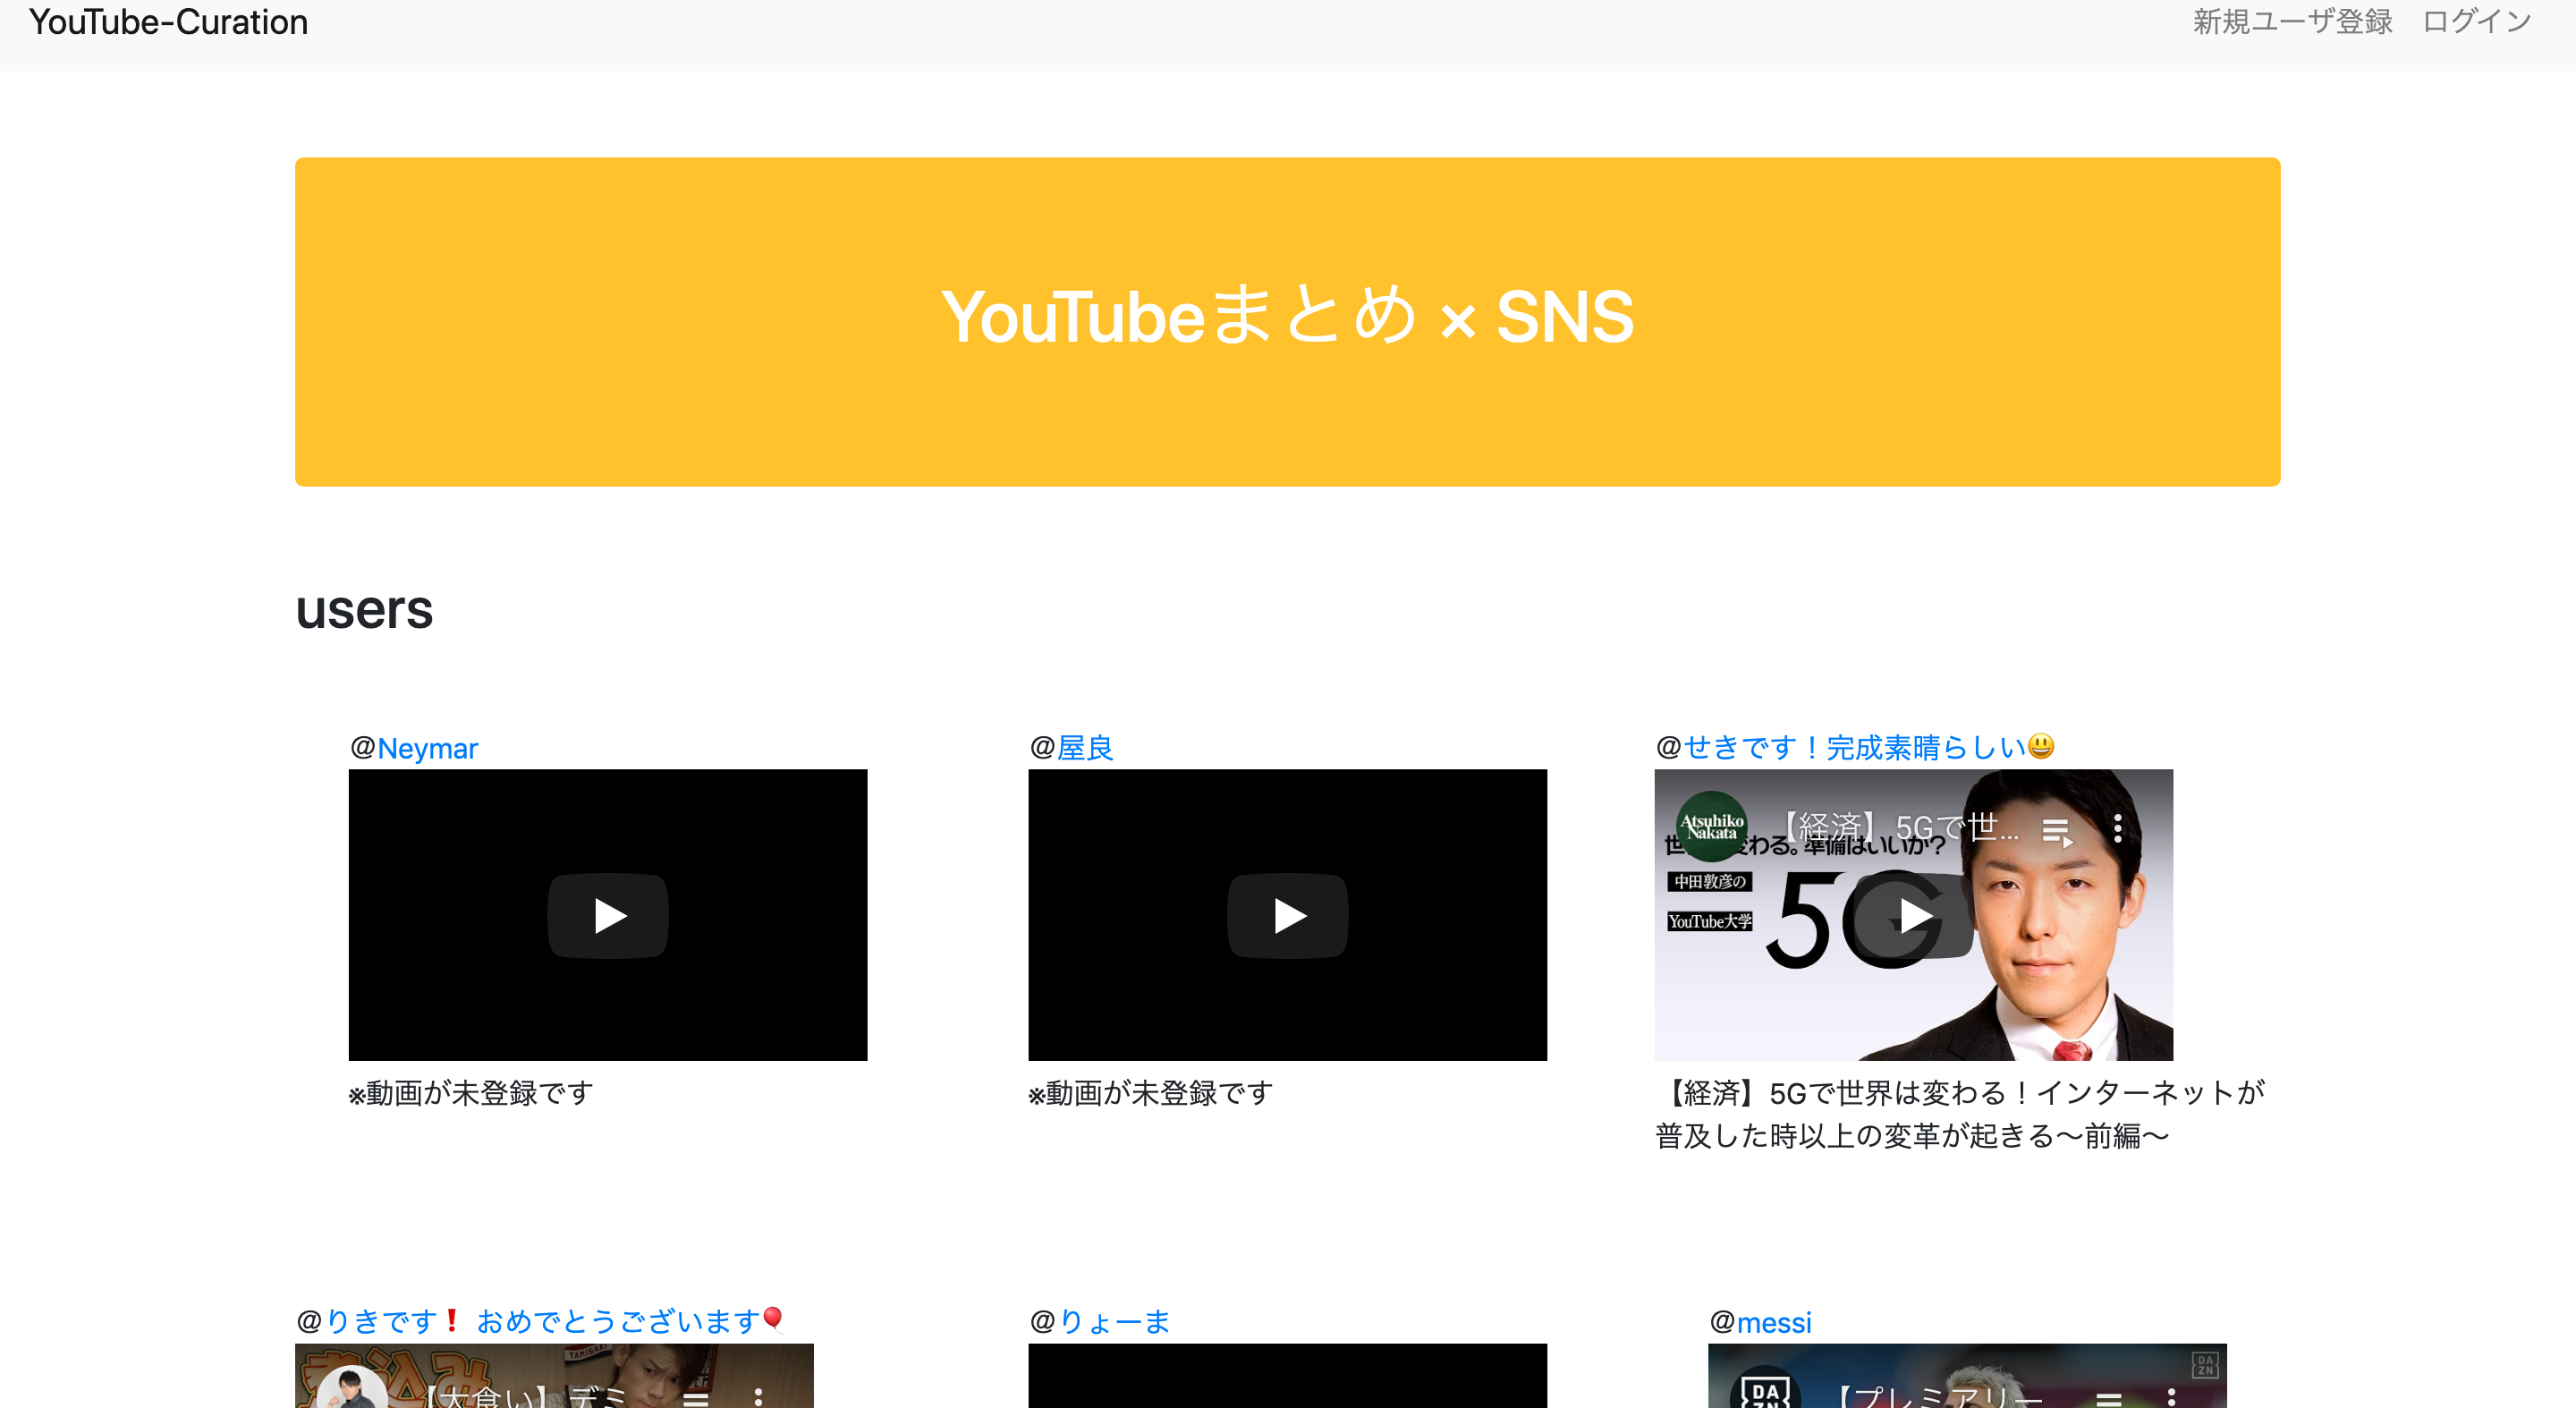 YouTube-Curation
新規ユーザ登録 ログイン
YouTubeまとめ × SNS
users
@Neymar
※動画が未登録です
@屋良
※動画が未登録です
@せきです！完成素晴らしい😃
Atsuhiko
Nakata
【経済】5Gで世...
変わる。準備はいいか?
中田敦彦の
YouTube大学
5G
【経済】5Gで世界は変わる！インターネットが
普及した時以上の変革が起きる〜前編〜
@りきです❗ おめでとうございます🎈
【大食い】デミ
@りょーま
@messi
DA
ZN
【プレミアリー
DA
ZN